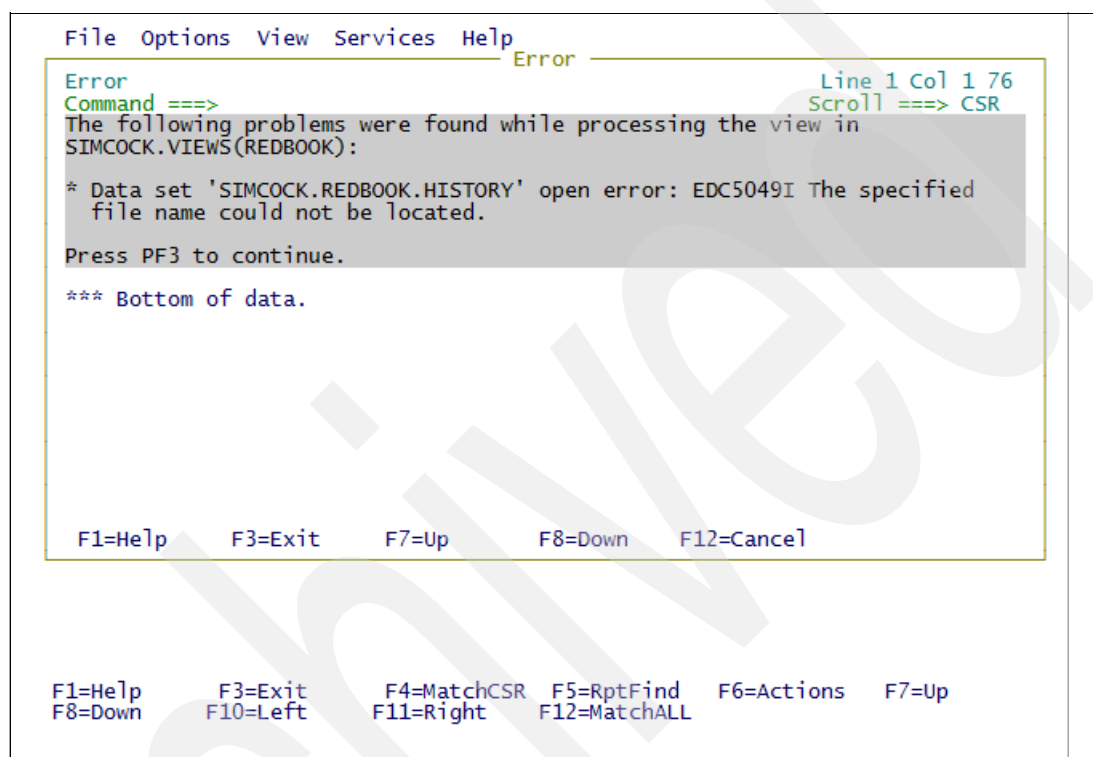 File Options View Services Help
Error
Error Line 1 Col 1 76
Command ===> Scroll ===> CSR
The following problems were found while processing the view in
SIMCOCK.VIEWS(REDBOOK):
* Data set 'SIMCOCK.REDBOOK.HISTORY' open error: EDC5049I The specified
file name could not be located.
Press PF3 to continue.
*** Bottom of data.
F1=Help F3=Exit F7=Up F8=Down F12=Cancel
F1=Help F3=Exit F4=MatchCSR F5=RptFind F6=Actions F7=Up
F8=Down F10=Left F11=Right F12=MatchALL